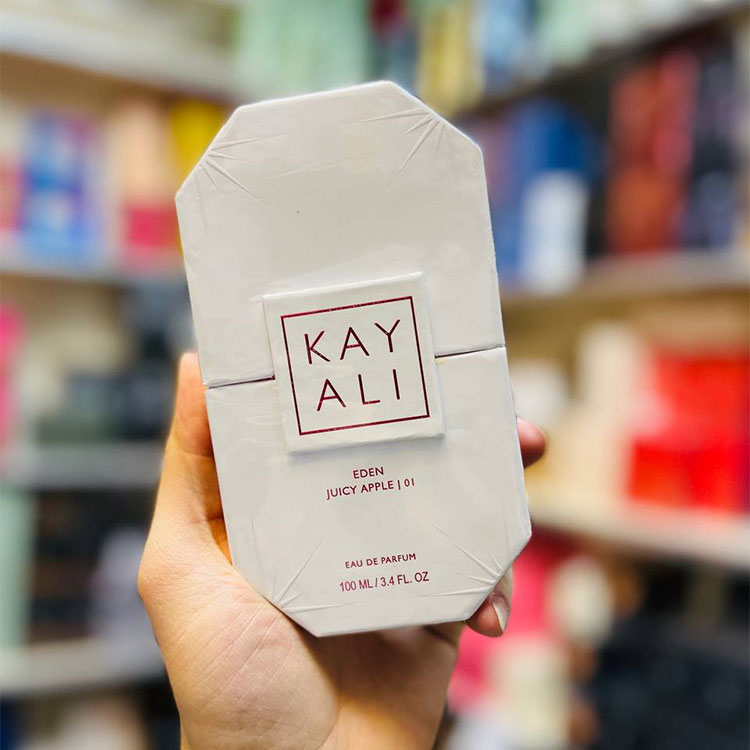 KAY
ALI
EDEN
JUICY APPLE | 01
EAU DE PARFUM
100 ML / 3.4 FL. OZ